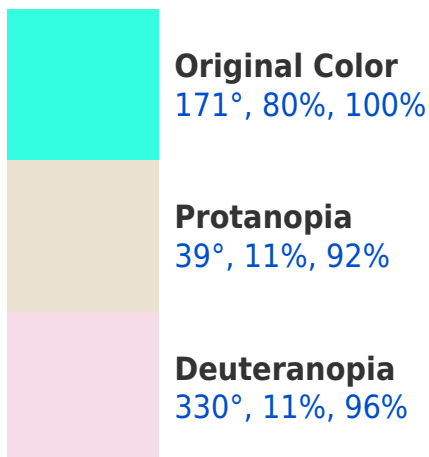 Original Color
171°, 80%, 100%
Protanopia
39°, 11%, 92%
Deuteranopia
330°, 11%, 96%